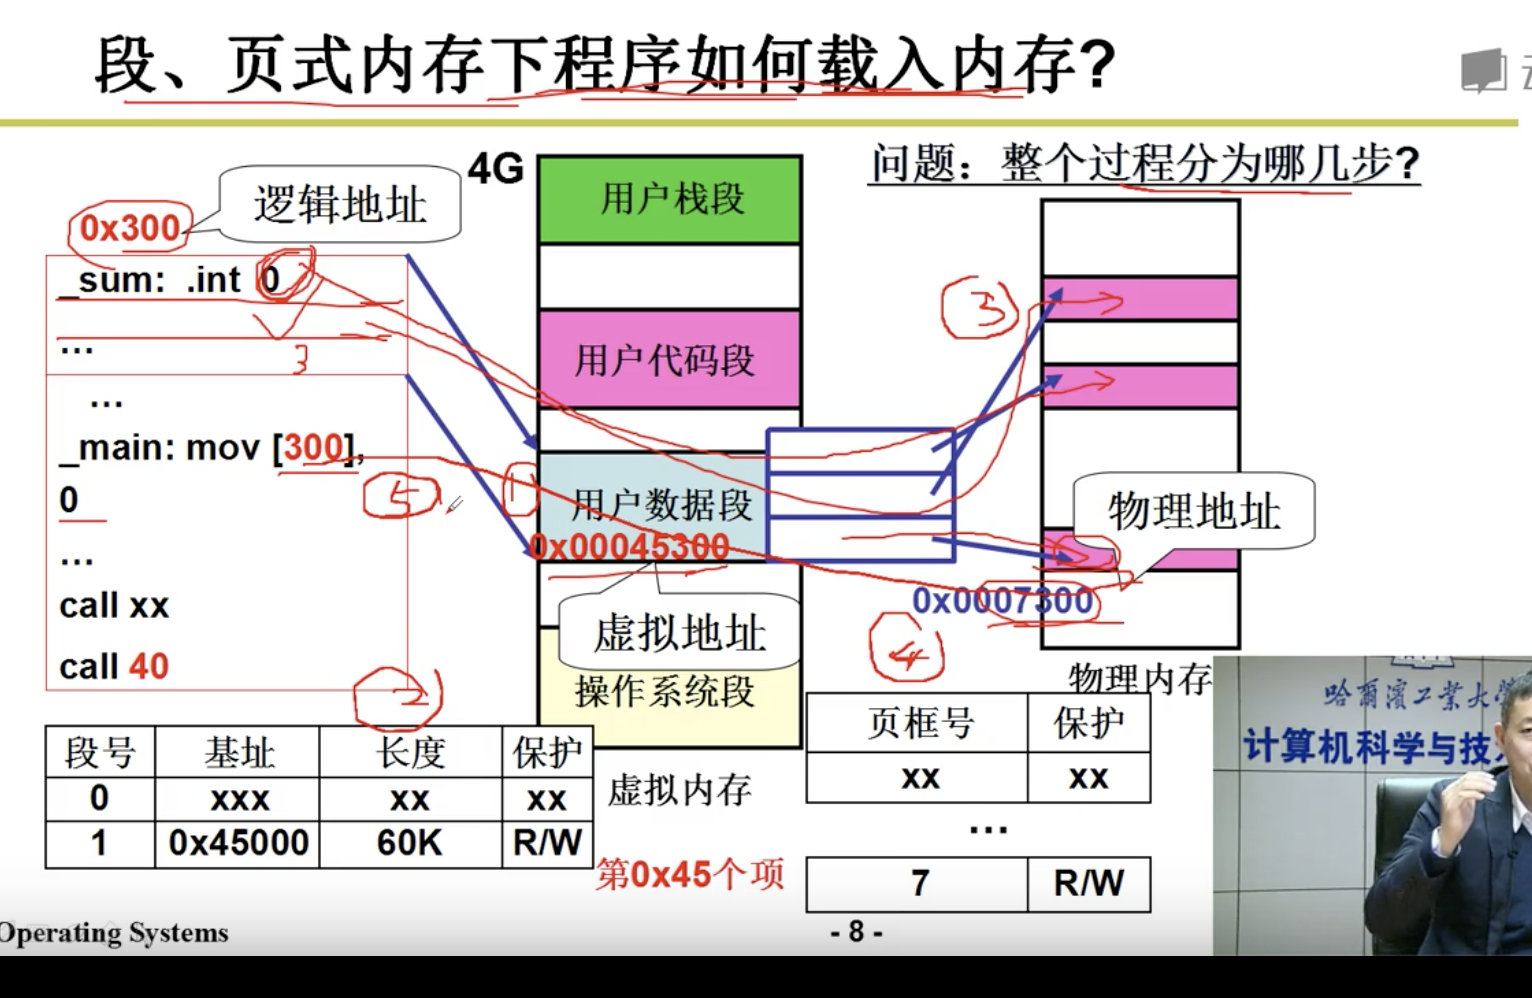 段、页式内存下程序如何载入内存?
问题：整个过程分为哪几步?
4G
逻辑地址
0x300
_sum: .int 0
...
3
...
_main: mov [300],
0
...
call xx
call 40
用户栈段
用户代码段
用户数据段
0x00045300
虚拟地址
操作系统段
虚拟内存
1
2
3
4
5
物理地址
0x0007300
物理内存
段号 基址 长度 保护
0 xxx xx xx
1 0x45000 60K R/W
第0x45个项
页框号 保护
xx xx
...
7 R/W
Operating Systems
- 8 -
哈尔滨工业大学
计算机科学与技